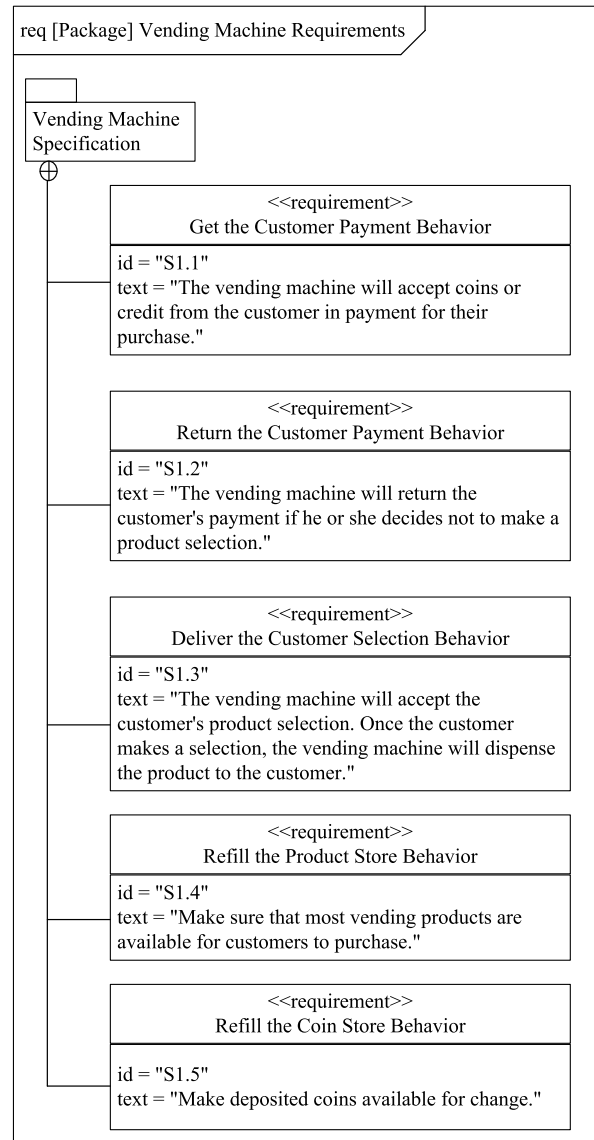 req [Package] Vending Machine Requirements
Vending Machine
Specification
<<requirement>>
Get the Customer Payment Behavior
id = "S1.1"
text = "The vending machine will accept coins or
credit from the customer in payment for their
purchase."
<<requirement>>
Return the Customer Payment Behavior
id = "S1.2"
text = "The vending machine will return the
customer's payment if he or she decides not to make a
product selection."
<<requirement>>
Deliver the Customer Selection Behavior
id = "S1.3"
text = "The vending machine will accept the
customer's product selection. Once the customer
makes a selection, the vending machine will dispense
the product to the customer."
<<requirement>>
Refill the Product Store Behavior
id = "S1.4"
text = "Make sure that most vending products are
available for customers to purchase."
<<requirement>>
Refill the Coin Store Behavior
id = "S1.5"
text = "Make deposited coins available for change."